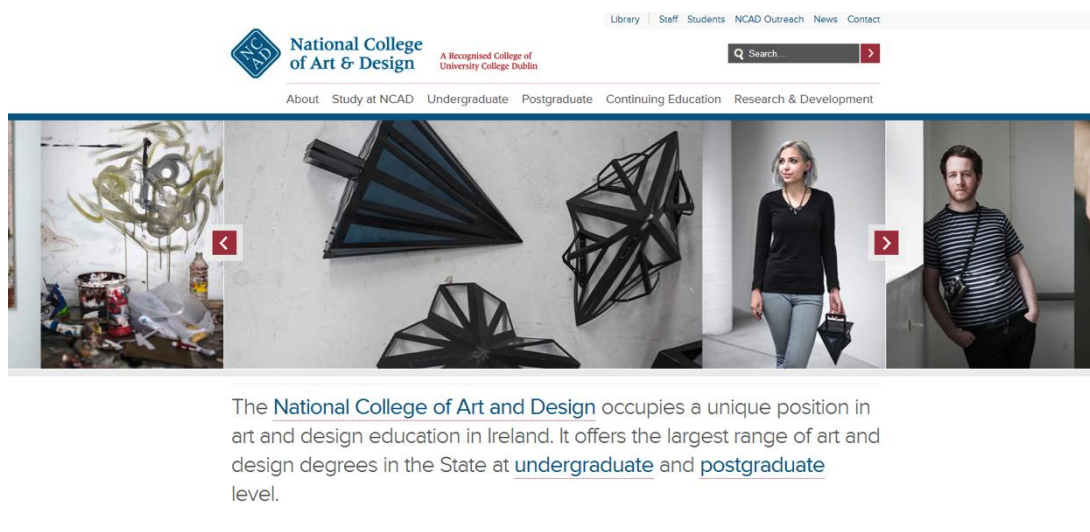 Library Staff Students NCAD Outreach News Contact
NC
AD
National College
of Art & Design
A Recognised College of
University College Dublin
Search...
About Study at NCAD Undergraduate Postgraduate Continuing Education Research & Development
The National College of Art and Design occupies a unique position in
art and design education in Ireland. It offers the largest range of art and
design degrees in the State at undergraduate and postgraduate
level.